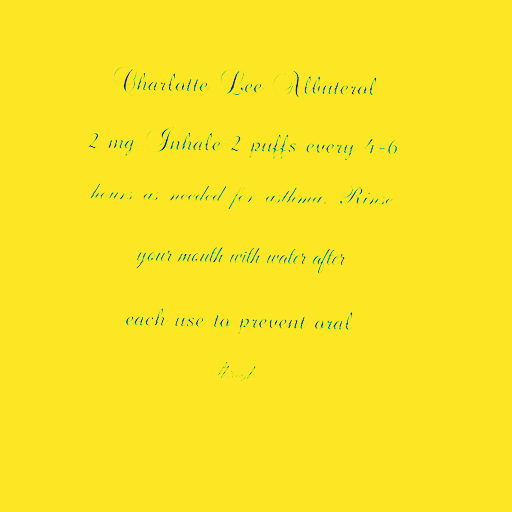 Charlotte Lee Albuterol
2 mg Inhale 2 puffs every 4-6
hours as needed for asthma. Rinse
your mouth with water after
each use to prevent oral